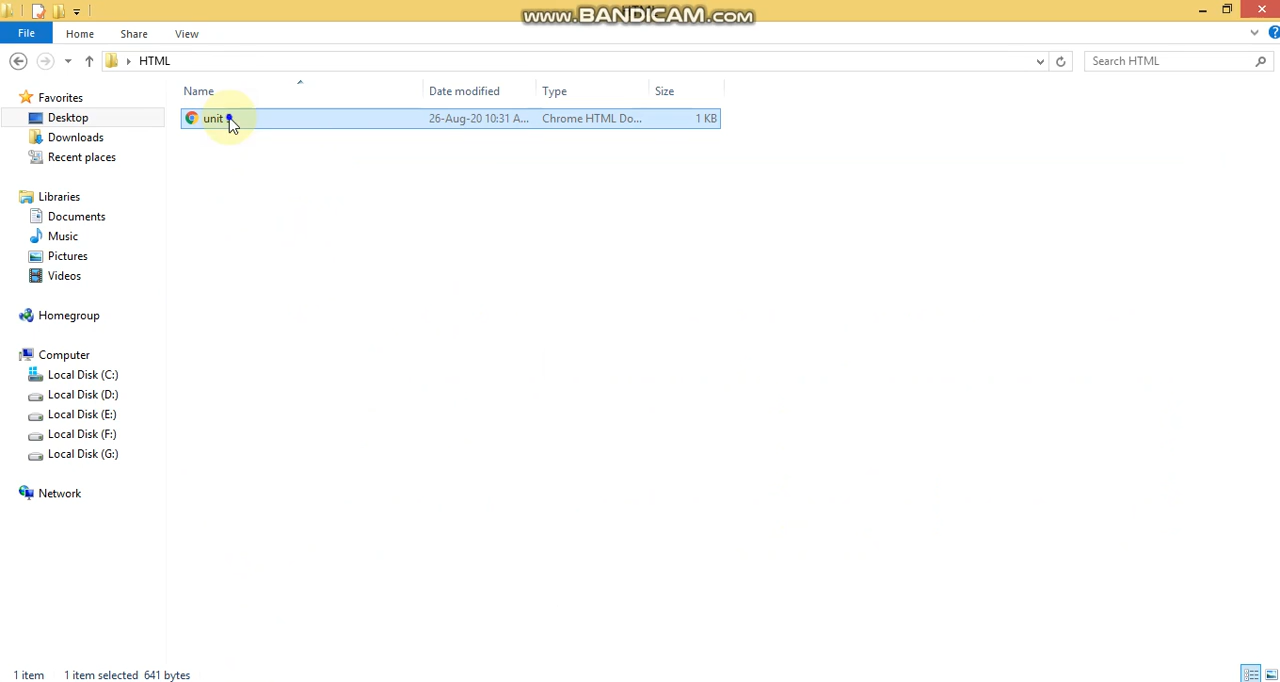 www.BANDICAM.com
File Home Share View
HTML
Search HTML
Name Date modified Type Size
Favorites
Desktop
Downloads
Recent places
Libraries
Documents
Music
Pictures
Videos
Homegroup
Computer
Local Disk (C:)
Local Disk (D:)
Local Disk (E:)
Local Disk (F:)
Local Disk (G:)
Network
unit 26-Aug-20 10:31 A... Chrome HTML Do... 1 KB
1 item 1 item selected 641 bytes